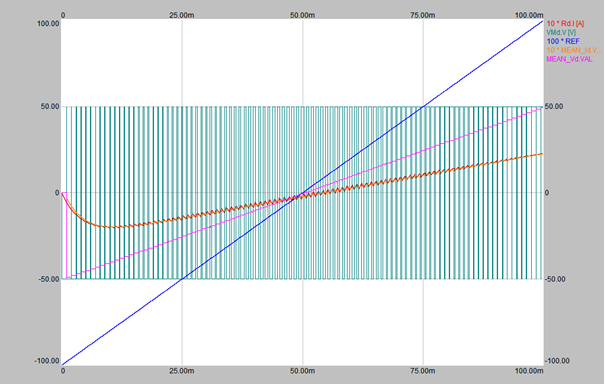 0 25.00m 50.00m 75.00m 100.00m
100.00
10 * Rd.I [A]
VMd.V [V]
100 * REF
10 * MEAN_Id.V...
MEAN_Vd.VAL
50.00 50.00
0 0
-50.00 -50.00
-100.00 -100.00
0 25.00m 50.00m 75.00m 100.00m